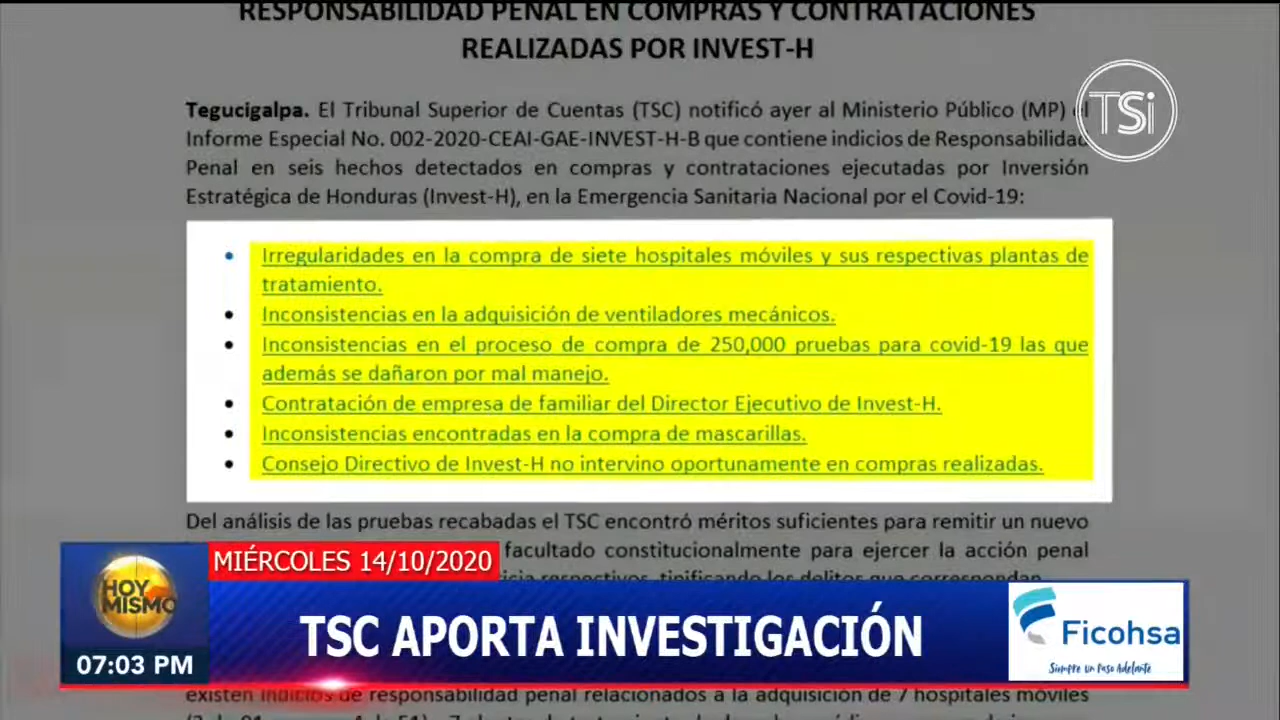 RESPONSABILIDAD PENAL EN COMPRAS Y CONTRATACIONES
REALIZADAS POR INVEST-H
TSi
Tegucigalpa. El Tribunal Superior de Cuentas (TSC) notificó ayer al Ministerio Público (MP) el
Informe Especial No. 002-2020-CEAI-GAE-INVEST-H-B que contiene indicios de Responsabilidad
Penal en seis hechos detectados en compras y contrataciones ejecutadas por Inversión
Estratégica de Honduras (Invest-H), en la Emergencia Sanitaria Nacional por el Covid-19:
• Irregularidades en la compra de siete hospitales móviles y sus respectivas plantas de
tratamiento.
• Inconsistencias en la adquisición de ventiladores mecánicos.
• Inconsistencias en el proceso de compra de 250,000 pruebas para covid-19 las que
además se dañaron por mal manejo.
• Contratación de empresa de familiar del Director Ejecutivo de Invest-H.
• Inconsistencias encontradas en la compra de mascarillas.
• Consejo Directivo de Invest-H no intervino oportunamente en compras realizadas.
Del análisis de las pruebas recabadas el TSC encontró méritos suficientes para remitir un nuevo
facultado constitucionalmente para ejercer la acción penal
respectivos, tipificando los delitos que correspondan
MIÉRCOLES 14/10/2020
HOY
MISMO
TSC APORTA INVESTIGACIÓN
07:03 PM
Ficohsa
Siempre un Paso Adelante
existen indicios de responsabilidad penal relacionados a la adquisición de 7 hospitales móviles